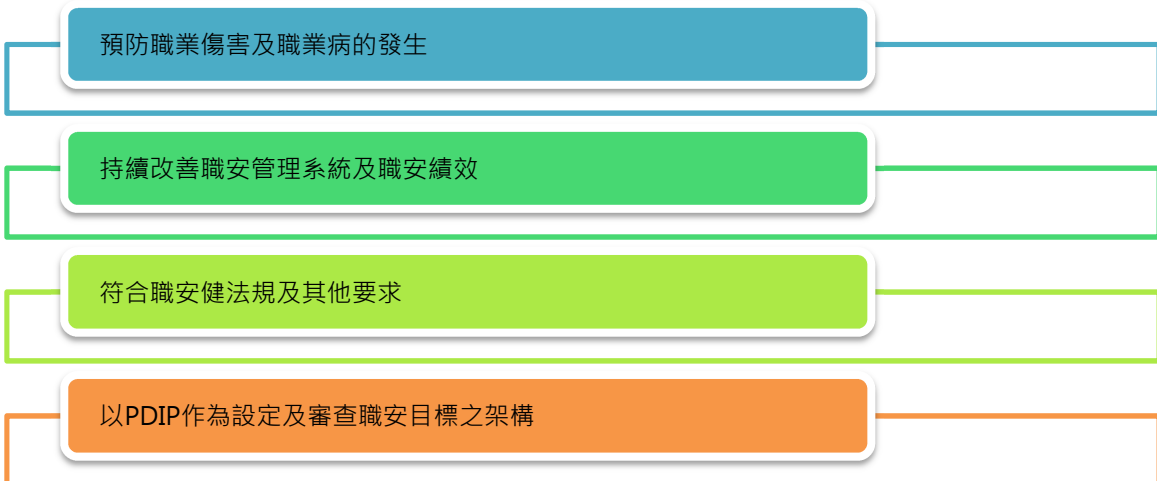 預防職業傷害及職業病的發生
持續改善職安管理系統及職安績效
符合職安健法規及其他要求
以PDIP作為設定及審查職安目標之架構